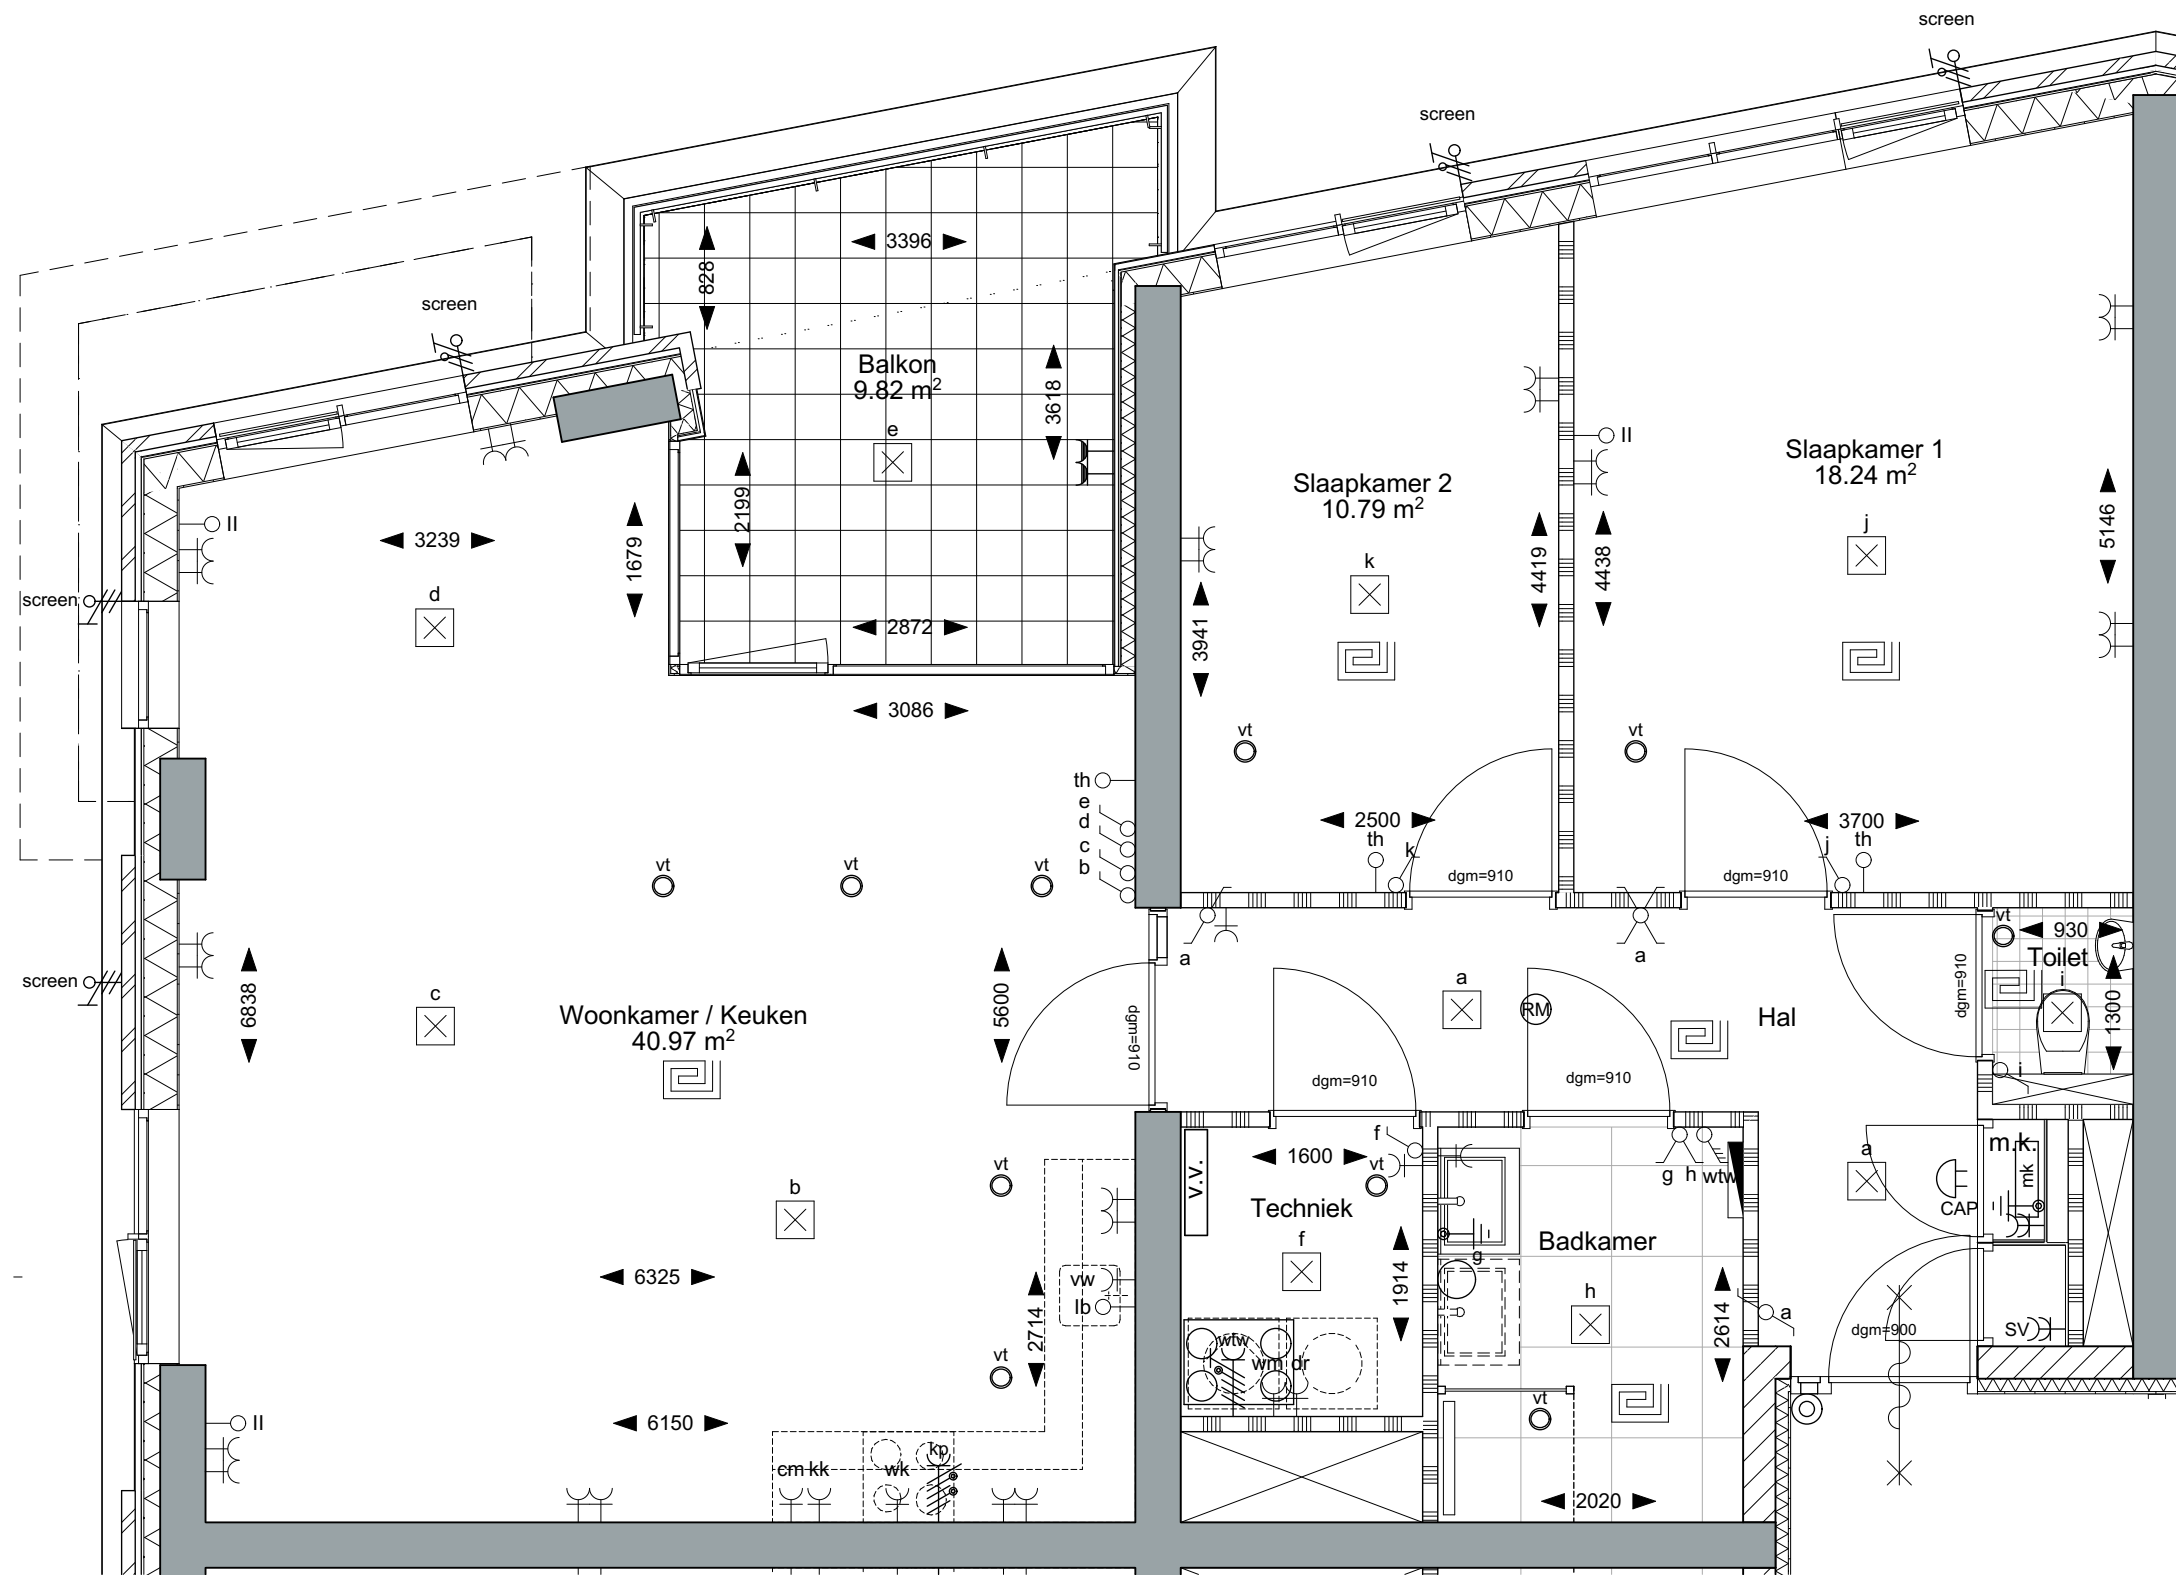 screen
screen
screen
3396
828
Balkon
9.82 m²
e
3618
2199
2872
3086
Slaapkamer 2
10.79 m²
k
4419
3941
vt
2500
th
k
dgm=910
Slaapkamer 1
18.24 m²
j
II
4438
5146
vt
3700
th
j
dgm=910
II
3239
1679
d
screen
th
e
d
c
b
vt
vt
vt
screen
6838
c
Woonkamer / Keuken
40.97 m²
5600
dgm=910
a
a
RM
a
Hal
dgm=910
dgm=910
dgm=910
vt
930
Toilet
i
1300
i
b
vt
vw
lb
2714
vt
6325
6150
II
cm kk
wk
kp
v.v.
1600
f
vt
Techniek
f
1914
wtw
wm dr
g
h
wtw
g
Badkamer
h
2614
vt
2020
a
a
m.k.
mk
CAP
SV
dgm=900